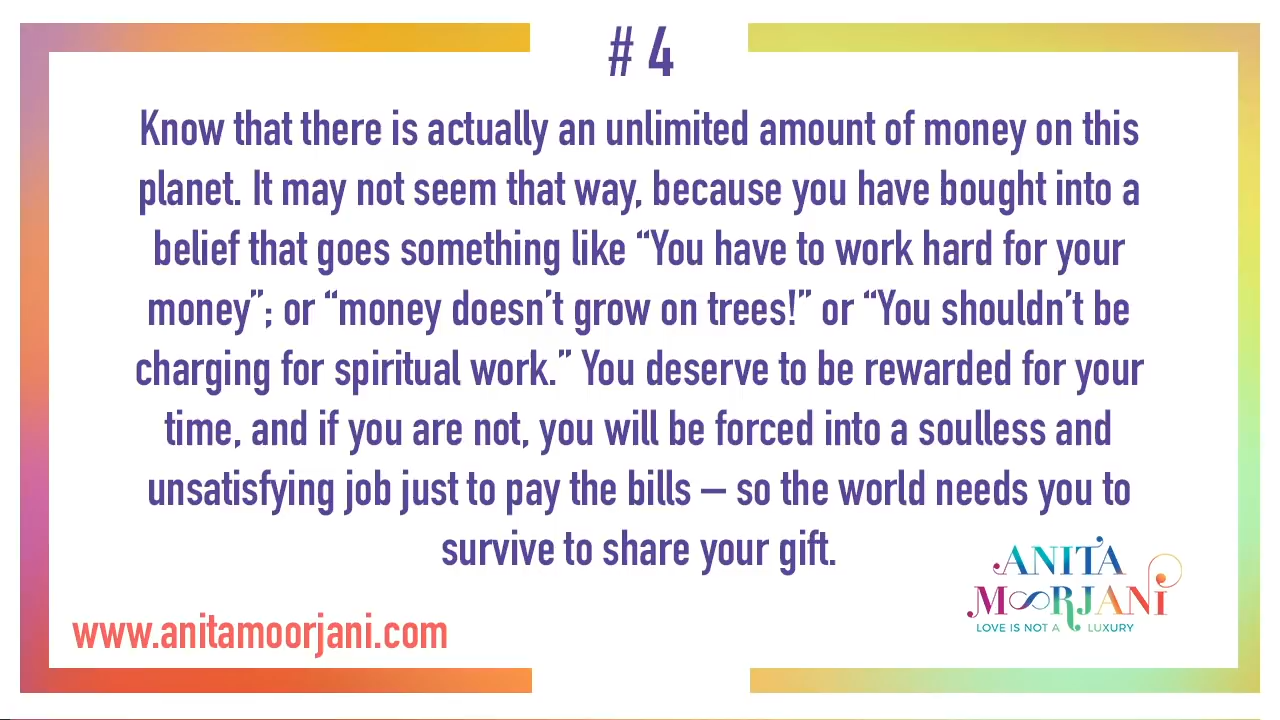 # 4
Know that there is actually an unlimited amount of money on this
planet. It may not seem that way, because you have bought into a
belief that goes something like “You have to work hard for your
money”; or “money doesn’t grow on trees!” or “You shouldn’t be
charging for spiritual work.” You deserve to be rewarded for your
time, and if you are not, you will be forced into a soulless and
unsatisfying job just to pay the bills – so the world needs you to
survive to share your gift.
ANITA
MOORJANI
LOVE IS NOT A LUXURY
www.anitamoorjani.com